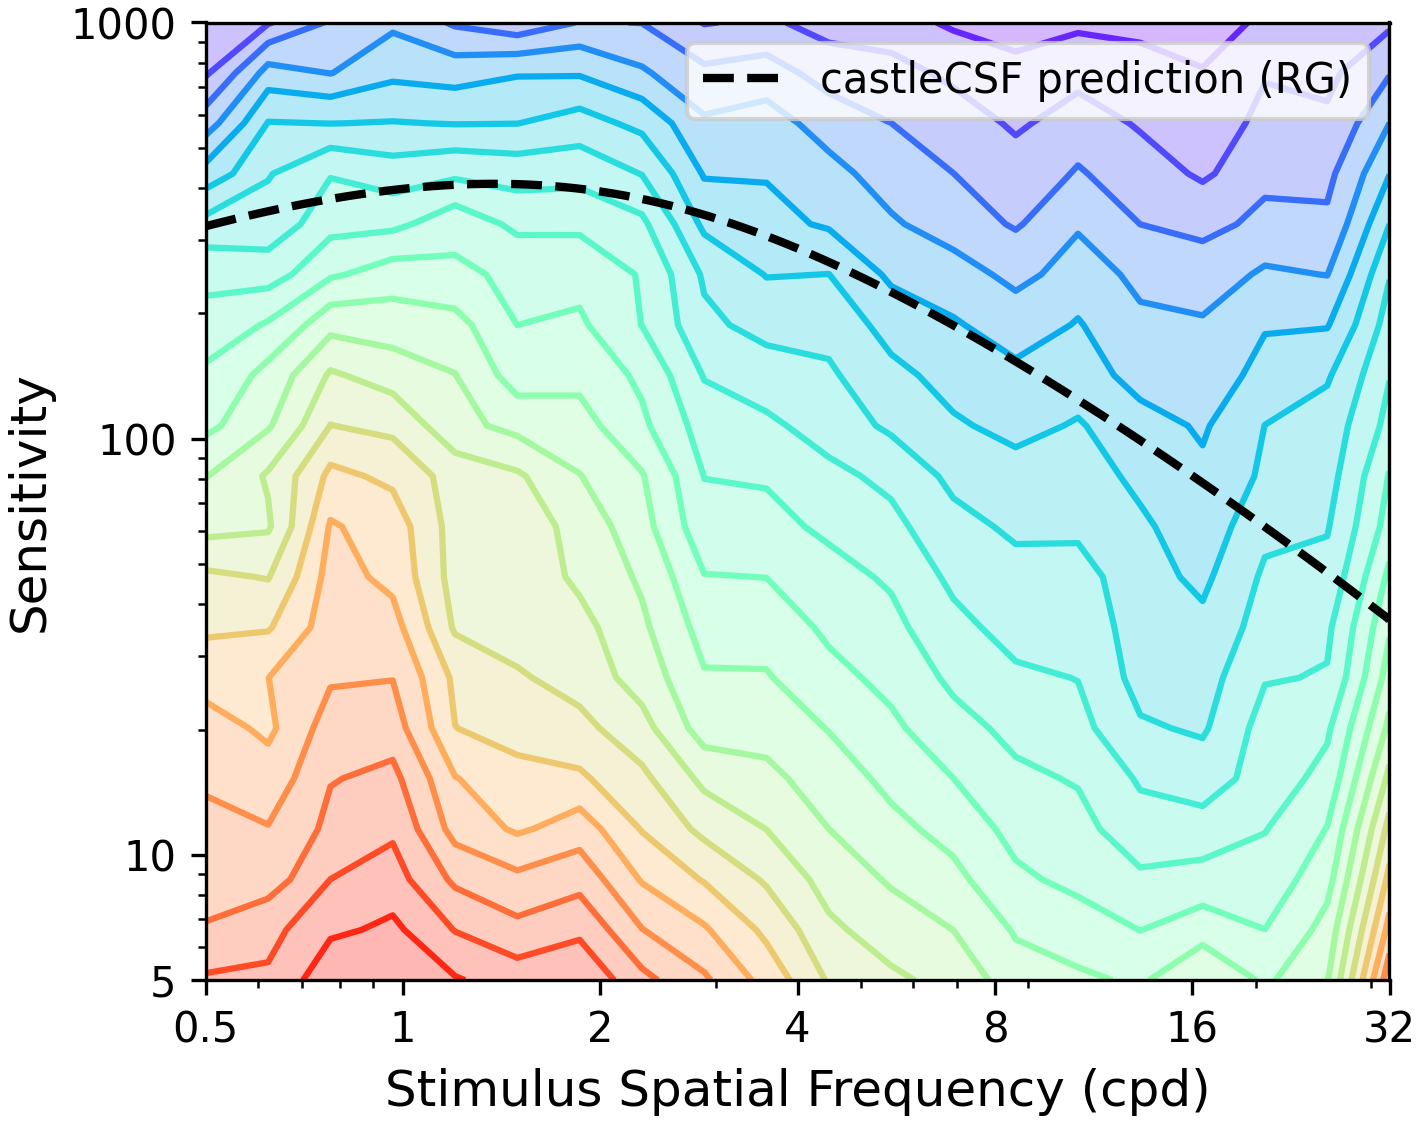 1000
castleCSF prediction (RG)
Sensitivity
100
10
5
0.5 1 2 4 8 16 32
Stimulus Spatial Frequency (cpd)